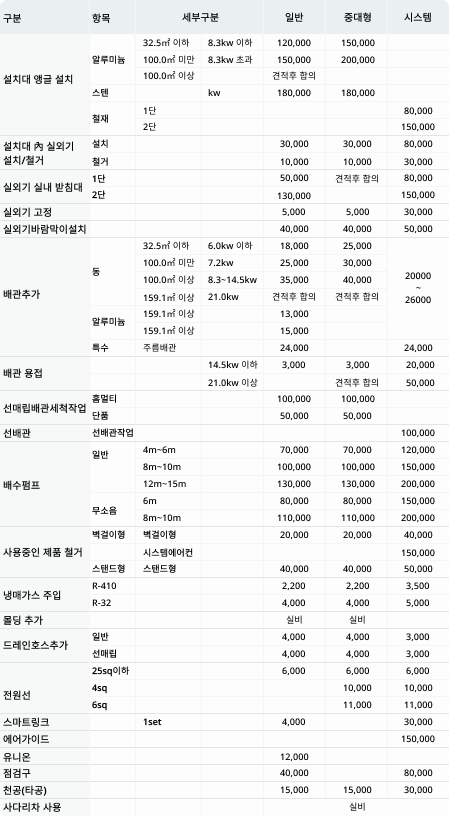 구분 항목 세부구분 일반 중대형 시스템
32.5㎡ 이하 8.3kw 이하 120,000 150,000
알루미늄 100.0㎡ 미만 8.3kw 초과 150,000 200,000
100.0㎡ 이상 견적후 합의
설치대 앵글 설치
스텐 kw 180,000 180,000
1단 80,000
철재
2단 150,000
설치대 內 실외기 설치 30,000 30,000 80,000
설치/철거 철거 10,000 10,000 30,000
1단 50,000 견적후 합의 80,000
실외기 실내 받침대
2단 130,000 150,000
실외기 고정 5,000 5,000 30,000
실외기바람막이설치 40,000 40,000 50,000
32.5㎡ 이하 6.0kw 이하 18,000 25,000
100.0㎡ 미만 7.2kw 25,000 30,000
동
100.0㎡ 이상 8.3~14.5kw 35,000 40,000
20000
~
26000
배관추가
159.1㎡ 이상 21.0kw 견적후 합의 견적후 합의
159.1㎡ 이상 13,000
알루미늄
159.1㎡ 이상 15,000
특수 주름배관 24,000 24,000
14.5kw 이하 3,000 3,000 20,000
배관 용접
21.0kw 이상 견적후 합의 50,000
홈멀티 100,000 100,000
선매립배관세척작업
단품 50,000 50,000
선배관 선배관작업 100,000
일반 4m~6m 70,000 70,000 120,000
8m~10m 100,000 100,000 150,000
배수펌프
12m~15m 130,000 130,000 200,000
6m 80,000 80,000 150,000
무소음
8m~10m 110,000 110,000 200,000
벽걸이형 벽걸이형 20,000 20,000 40,000
사용중인 제품 철거
시스템에어컨 150,000
스탠드형 스탠드형 40,000 40,000 50,000
R-410 2,200 2,200 3,500
냉매가스 주입
R-32 4,000 4,000 5,000
몰딩 추가 실비 실비
일반 4,000 4,000 3,000
드레인호스추가
선매립 4,000 4,000 3,000
25sq이하 6,000 6,000 6,000
전원선
4sq 10,000 10,000
6sq 11,000 11,000
스마트링크 1set 4,000 30,000
에어가이드 150,000
유니온 12,000
점검구 40,000 80,000
천공(타공) 15,000 15,000 30,000
사다리차 사용 실비